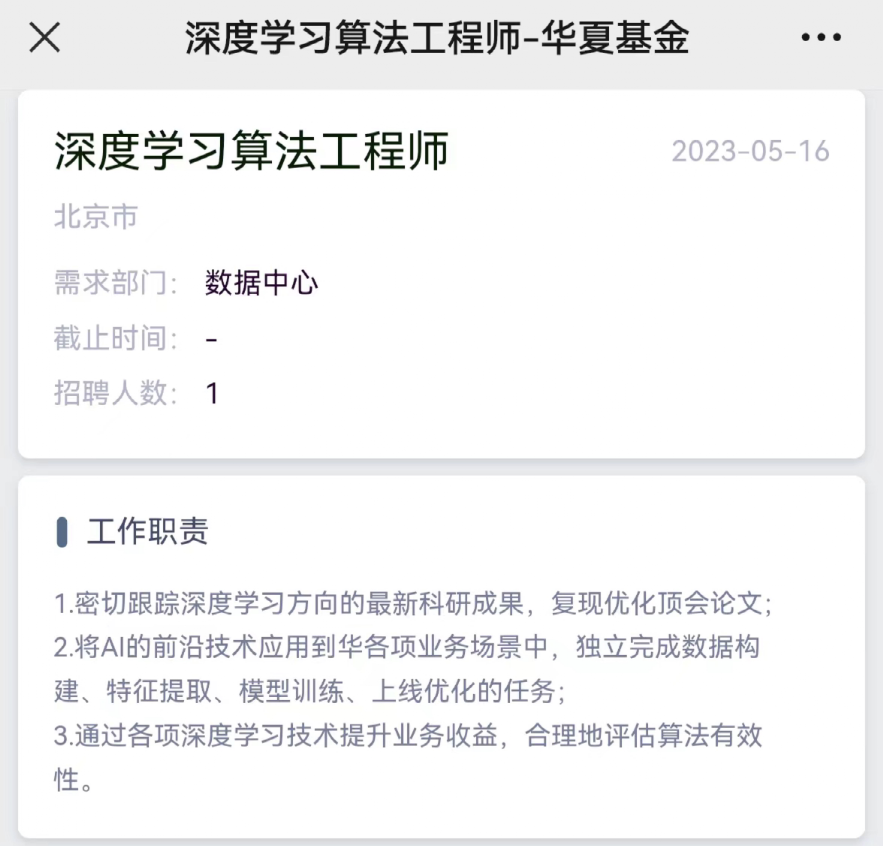 深度学习算法工程师-华夏基金
深度学习算法工程师
2023-05-16
北京市
需求部门： 数据中心
截止时间： -
招聘人数： 1
工作职责
1.密切跟踪深度学习方向的最新科研成果，复现优化顶会论文；
2.将AI的前沿技术应用到华各项业务场景中，独立完成数据构
建、特征提取、模型训练、上线优化的任务；
3.通过各项深度学习技术提升业务收益，合理地评估算法有效
性。